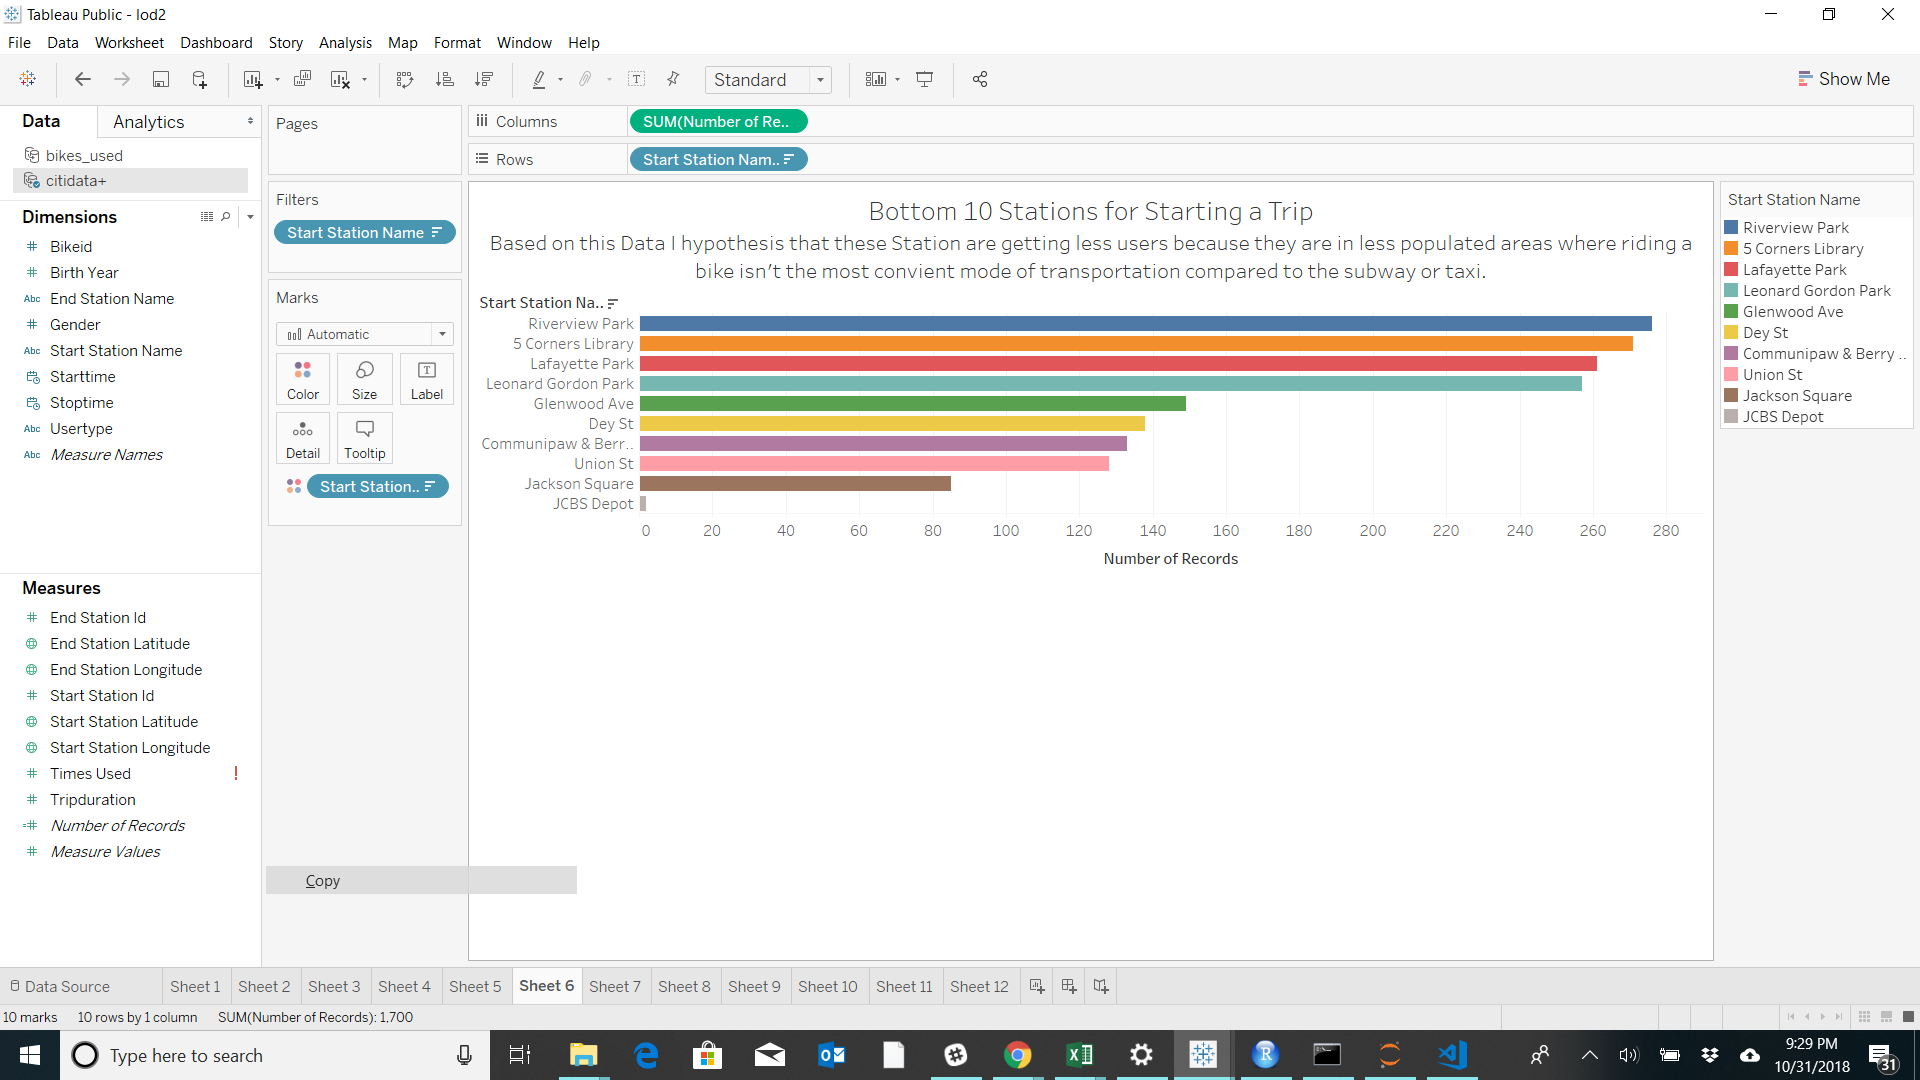 Tableau Public - lod2
File Data Worksheet Dashboard Story Analysis Map Format Window Help
Standard
Show Me
Data Analytics
bikes_used
citidata+
Dimensions
# Bikeid
# Birth Year
Abc End Station Name
# Gender
Abc Start Station Name
Starttime
Stoptime
Abc Usertype
Abc Measure Names
Measures
# End Station Id
End Station Latitude
End Station Longitude
# Start Station Id
Start Station Latitude
Start Station Longitude
# Times Used !
# Tripduration
=# Number of Records
# Measure Values
Pages
Filters
Start Station Name
Marks
Automatic
Color Size Label
Detail Tooltip
Start Station..
Copy
Columns SUM(Number of Re..
Rows Start Station Nam..
Bottom 10 Stations for Starting a Trip
Based on this Data I hypothesis that these Station are getting less users because they are in less populated areas where riding a
bike isn't the most convient mode of transportation compared to the subway or taxi.
Start Station Na..
Riverview Park
5 Corners Library
Lafayette Park
Leonard Gordon Park
Glenwood Ave
Dey St
Communipaw & Berr..
Union St
Jackson Square
JCBS Depot
0 20 40 60 80 100 120 140 160 180 200 220 240 260 280
Number of Records
Start Station Name
Riverview Park
5 Corners Library
Lafayette Park
Leonard Gordon Park
Glenwood Ave
Dey St
Communipaw & Berry ..
Union St
Jackson Square
JCBS Depot
Data Source Sheet 1 Sheet 2 Sheet 3 Sheet 4 Sheet 5 Sheet 6 Sheet 7 Sheet 8 Sheet 9 Sheet 10 Sheet 11 Sheet 12
10 marks 10 rows by 1 column SUM(Number of Records): 1,700
Type here to search
9:29 PM
10/31/2018
31